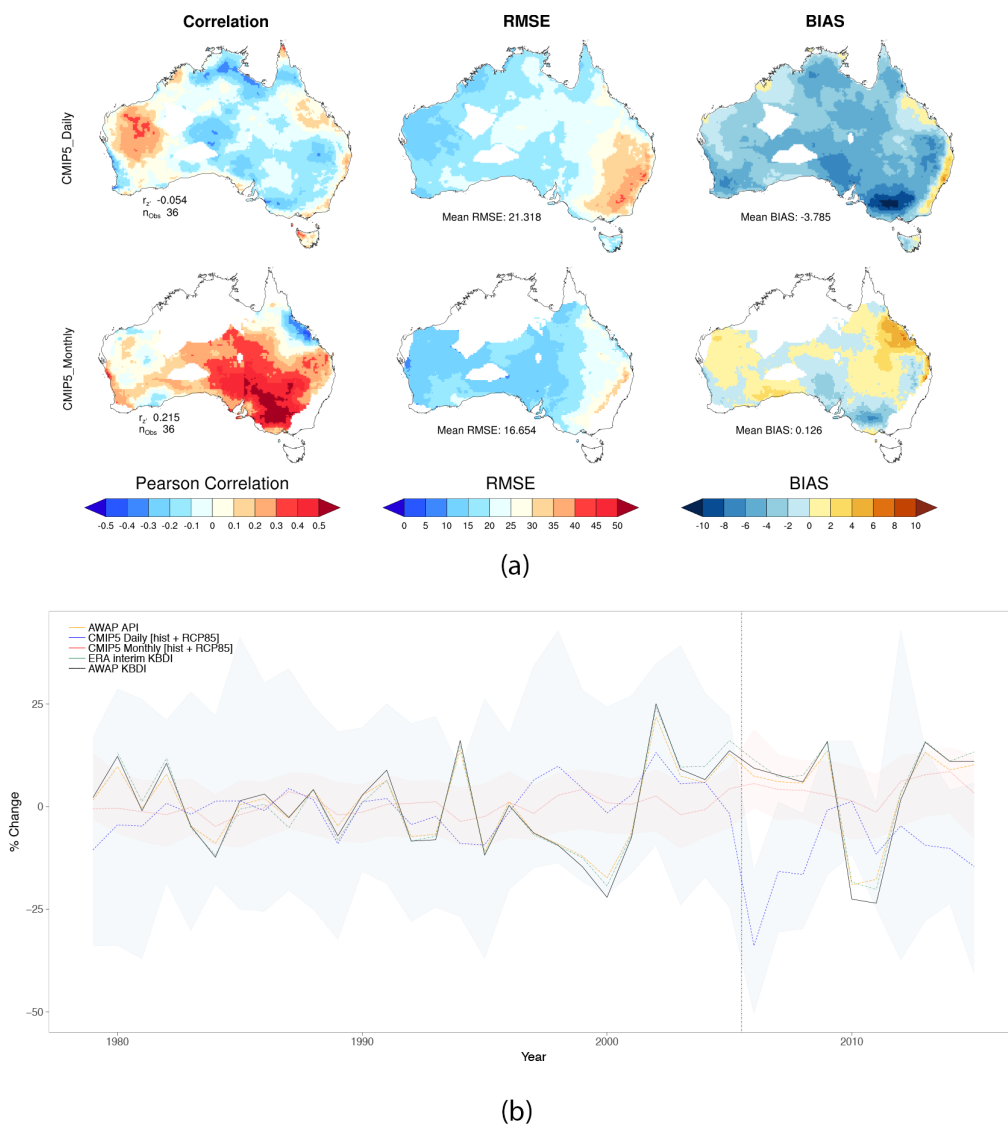 Correlation RMSE BIAS
CMIP5_Daily
rz': -0.054
nObs 36
Mean RMSE: 21.318
Mean BIAS: -3.785
CMIP5_Monthly
rz': 0.215
nObs 36
Mean RMSE: 16.654
Mean BIAS: 0.126
Pearson Correlation RMSE BIAS
-0.5 -0.4 -0.3 -0.2 -0.1 0 0.1 0.2 0.3 0.4 0.5
0 5 10 15 20 25 30 35 40 45 50
-10 -8 -6 -4 -2 0 2 4 6 8 10
(a)
AWAP API
CMIP5 Daily [hist + RCP85]
CMIP5 Monthly [hist + RCP85]
ERA interim KBDI
AWAP KBDI
% Change
25
0
-25
-50
1980 1990 2000 2010
Year
(b)